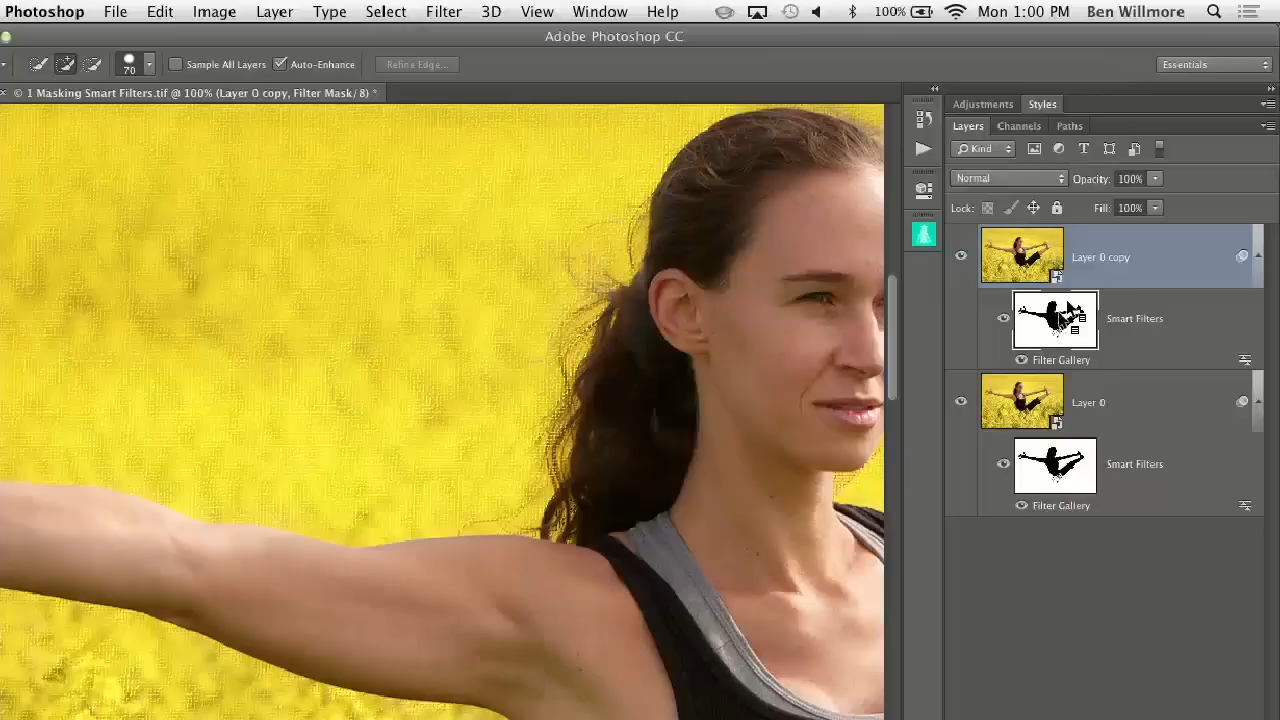 Photoshop File Edit Image Layer Type Select Filter 3D View Window Help 100% Mon 1:00 PM Ben Willmore
Adobe Photoshop CC
70 Sample All Layers Auto-Enhance Refine Edge... Essentials
© 1 Masking Smart Filters.tif @ 100% (Layer 0 copy, Filter Mask/8) *
Adjustments Styles
Layers Channels Paths
Kind
Normal Opacity: 100%
Lock: Fill: 100%
Layer 0 copy
Smart Filters
Filter Gallery
Layer 0
Smart Filters
Filter Gallery